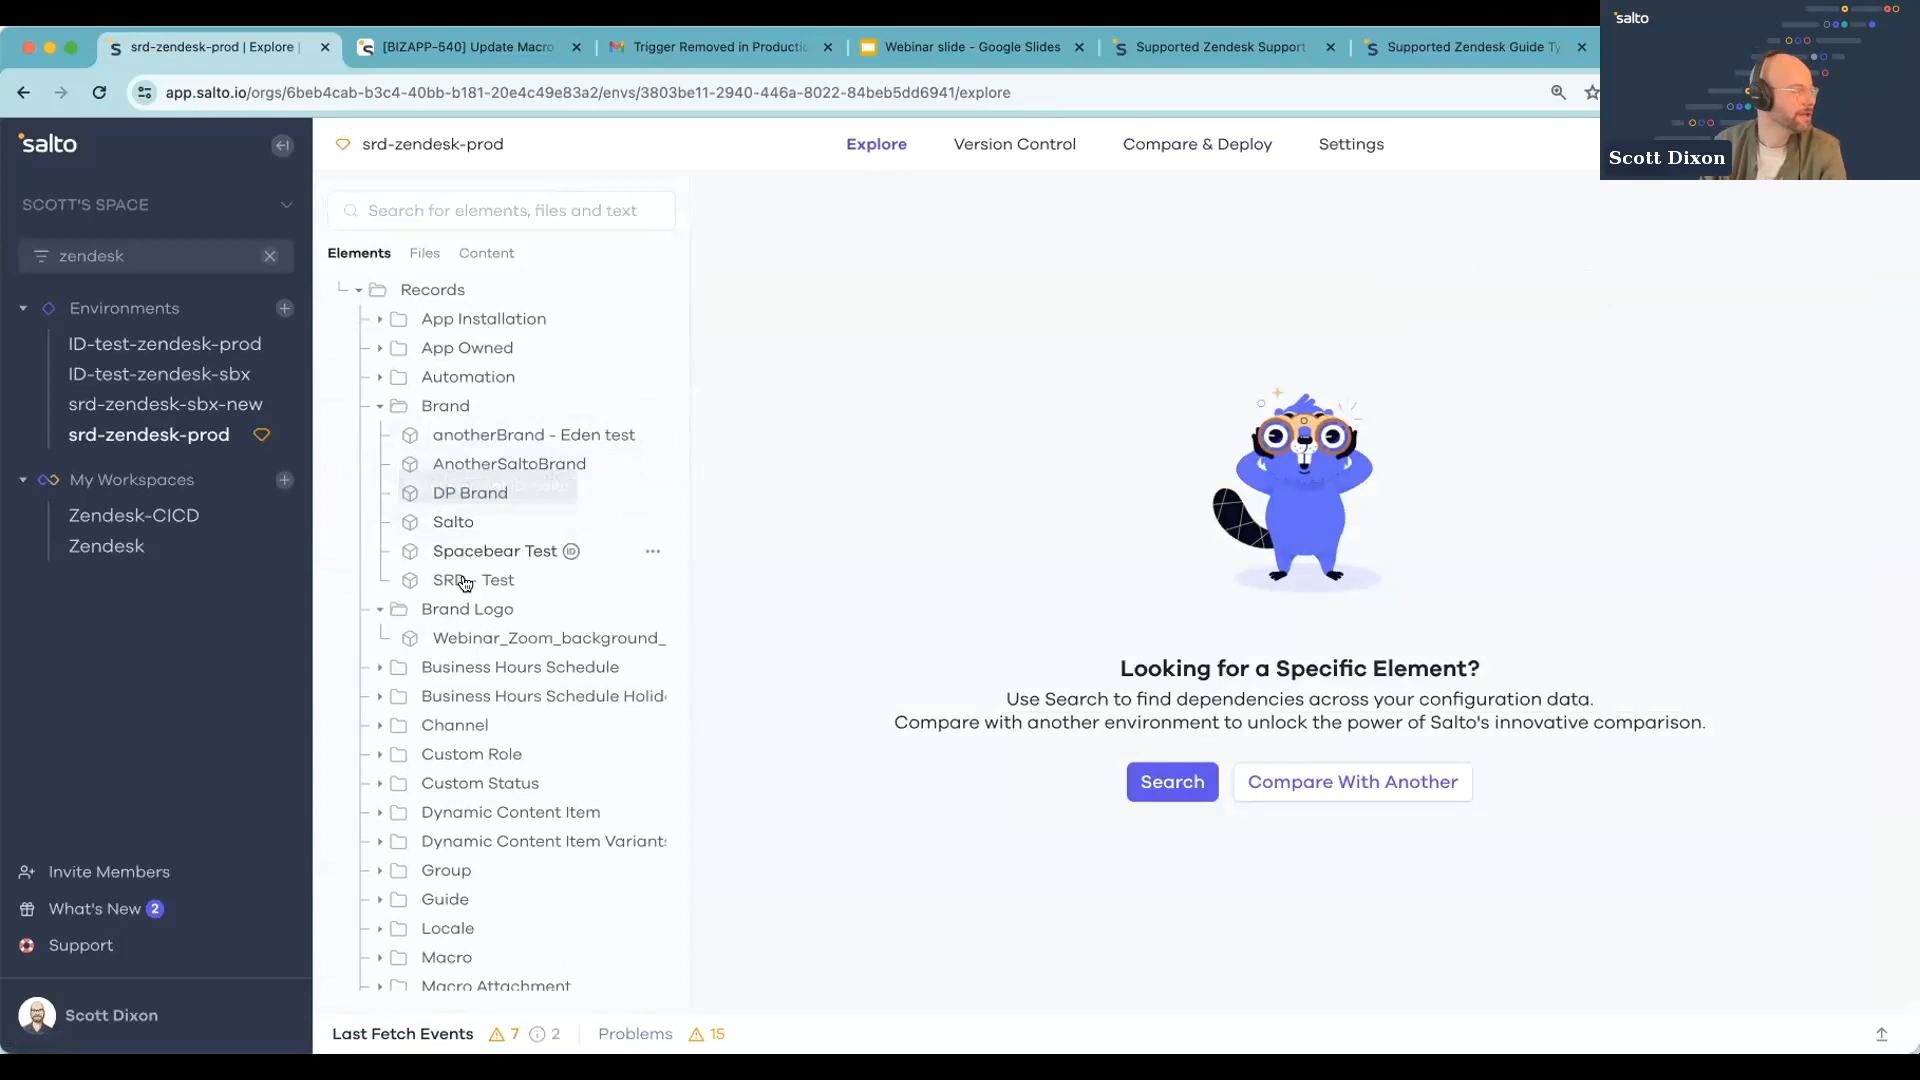 srd-zendesk-prod | Explore |
[BIZAPP-540] Update Macro
Trigger Removed in Producti
Webinar slide - Google Slides
Supported Zendesk Support
Supported Zendesk Guide Ty
app.salto.io/orgs/6beb4cab-b3c4-40bb-b181-20e4c49e83a2/envs/3803be11-2940-446a-8022-84beb5dd6941/explore
salto
Scott Dixon
salto
SCOTT'S SPACE
zendesk
Environments
ID-test-zendesk-prod
ID-test-zendesk-sbx
srd-zendesk-sbx-new
srd-zendesk-prod
My Workspaces
Zendesk-CICD
Zendesk
Invite Members
What's New 2
Support
Scott Dixon
srd-zendesk-prod
Explore
Version Control
Compare & Deploy
Settings
Search for elements, files and text
Elements Files Content
Records
App Installation
App Owned
Automation
Brand
anotherBrand - Eden test
AnotherSaltoBrand
DP Brand
Salto
Spacebear Test ID
SRD - Test
Brand Logo
Webinar_Zoom_background_
Business Hours Schedule
Business Hours Schedule Holid
Channel
Custom Role
Custom Status
Dynamic Content Item
Dynamic Content Item Variants
Group
Guide
Locale
Macro
Macro Attachment
Looking for a Specific Element?
Use Search to find dependencies across your configuration data.
Compare with another environment to unlock the power of Salto's innovative comparison.
Search
Compare With Another
Last Fetch Events 7 2 Problems 15